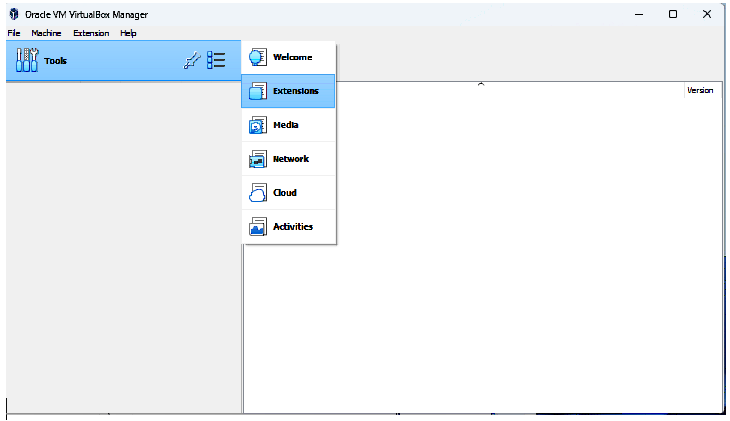 Oracle VM VirtualBox Manager
File Machine Extension Help
Tools
Welcome
Extensions
Version
Media
Network
Cloud
Activities